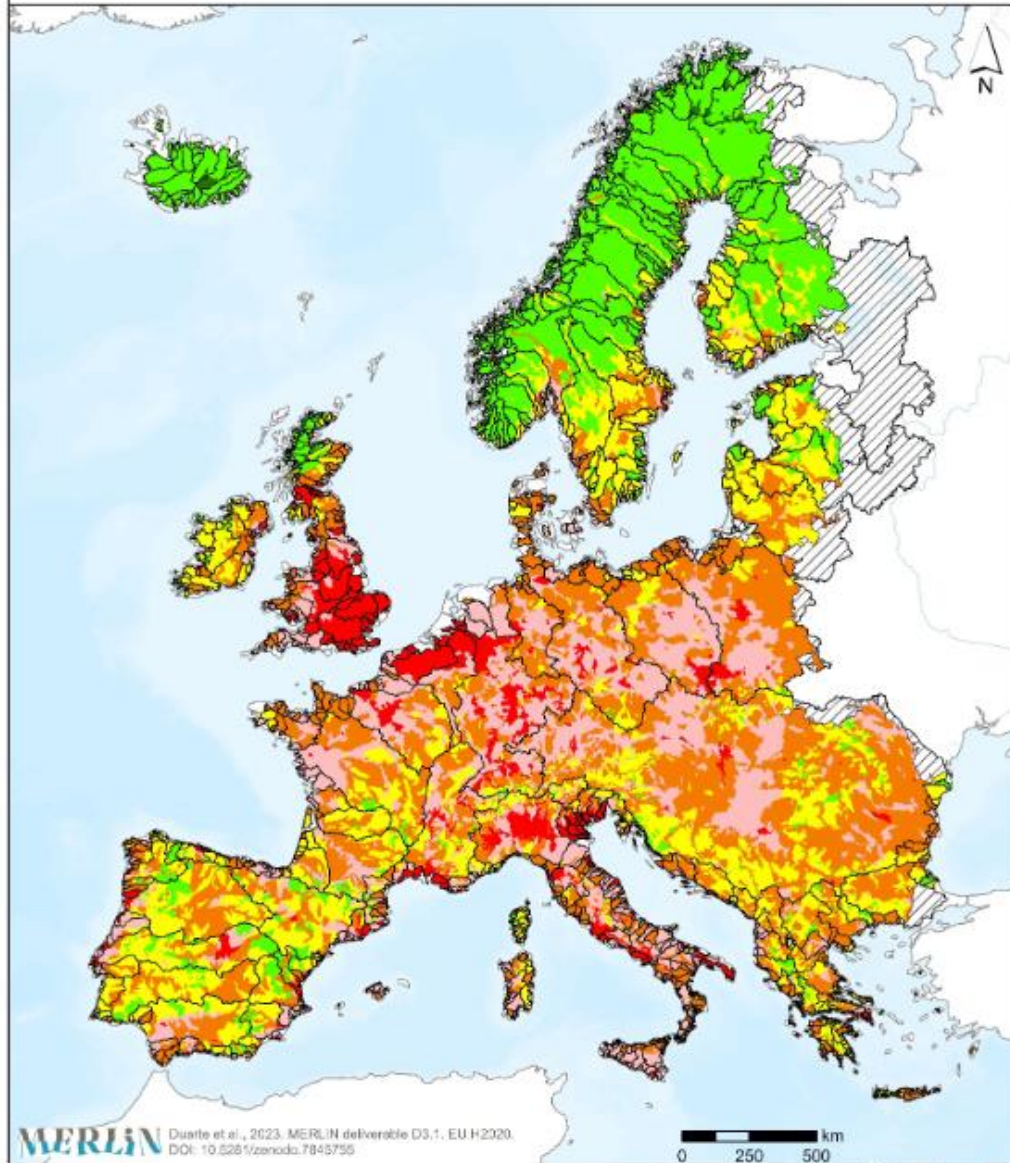 N
MERLIN Duarte et al., 2023. MERLIN deliverable D3.1. EU H2020.
DOI: 10.5281/zenodo.7845755
km
0 250 500